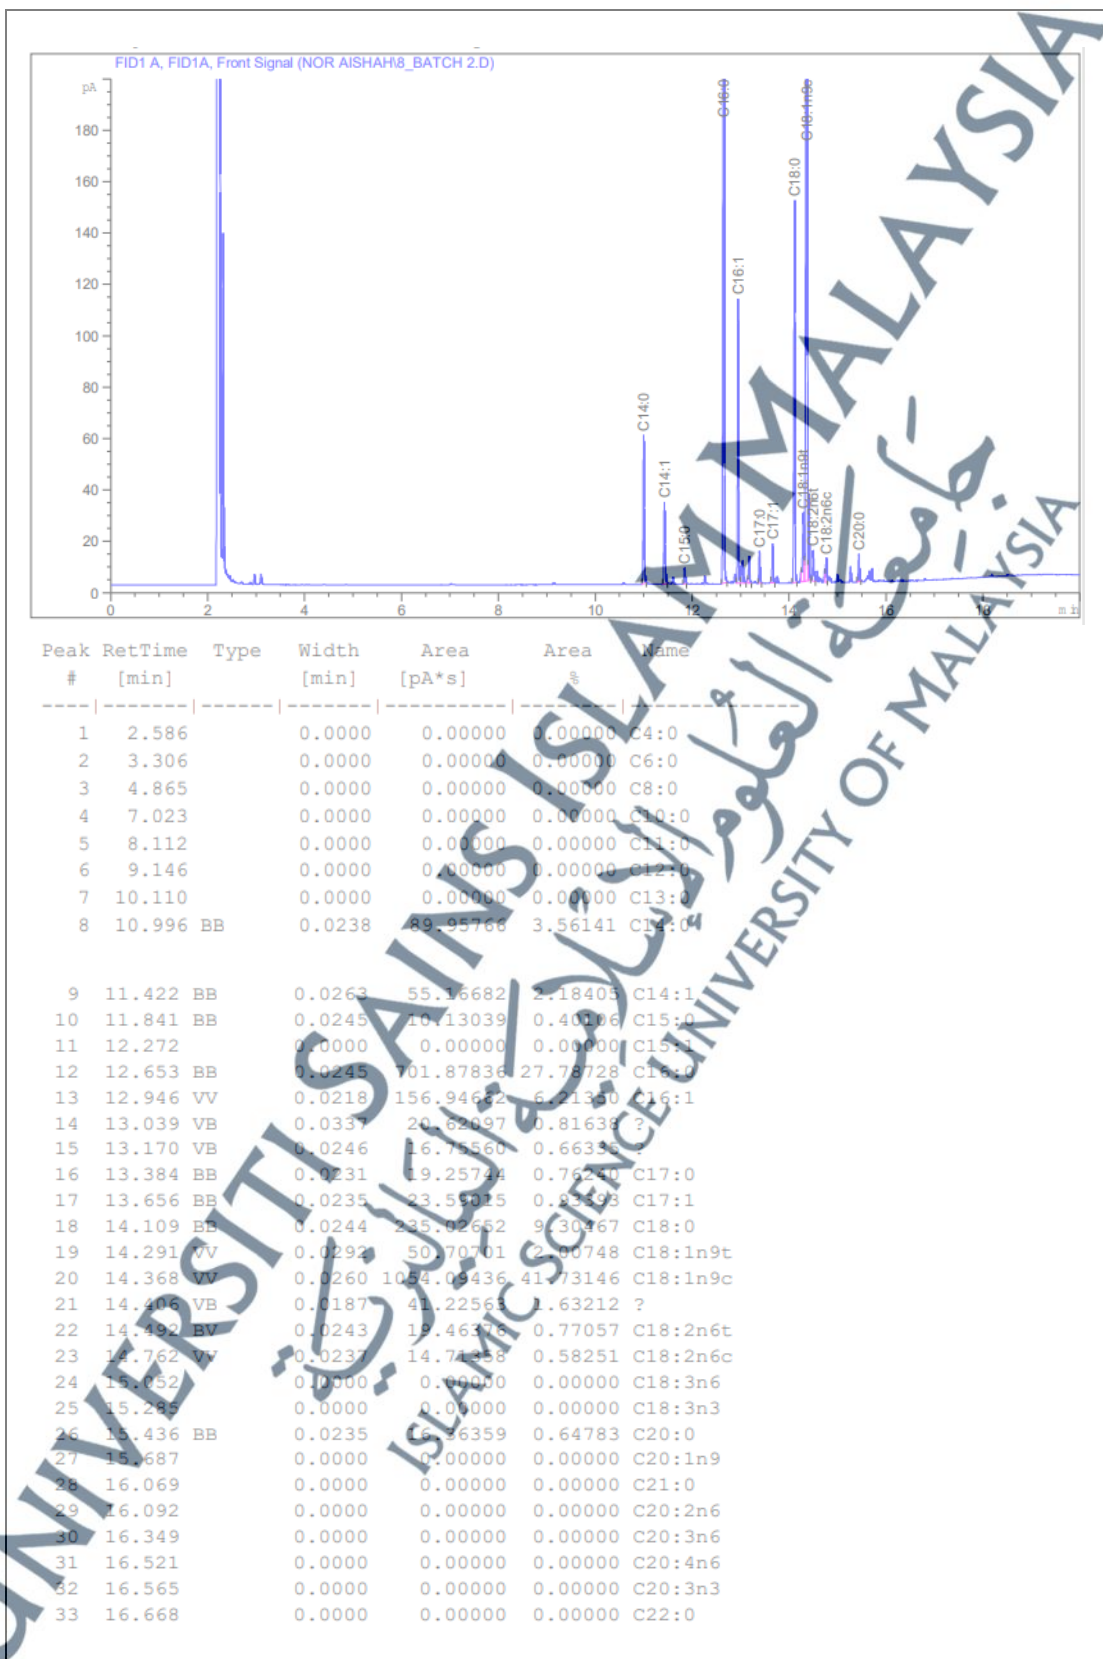 FID1 A, FID1A, Front Signal (NOR AISHAH\8_BATCH 2.D)
pA
180
160
140
120
100
80
60
40
20
0
C14:0
C14:1
C15:0
C16:0
C16:1
C17:0
C17:1
C18:0
C18:1n9t
C18:1n9c
C18:2n6t
C18:2n6c
C20:0
0 2 4 6 8 10 12 14 16 18 min
Peak RetTime Type Width Area Area Name
# [min] [min] [pA*s] %
----|-------|------|-------|----------|--------|---------------
1 2.586 0.0000 0.00000 0.00000 C4:0
2 3.306 0.0000 0.00000 0.00000 C6:0
3 4.865 0.0000 0.00000 0.00000 C8:0
4 7.023 0.0000 0.00000 0.00000 C10:0
5 8.112 0.0000 0.00000 0.00000 C11:0
6 9.146 0.0000 0.00000 0.00000 C12:0
7 10.110 0.0000 0.00000 0.00000 C13:0
8 10.996 BB 0.0238 89.95766 3.56141 C14:0
9 11.422 BB 0.0263 55.16682 2.18405 C14:1
10 11.841 BB 0.0245 10.13039 0.40106 C15:0
11 12.272 0.0000 0.00000 0.00000 C15:1
12 12.653 BB 0.0245 701.87836 27.78728 C16:0
13 12.946 VV 0.0218 156.94662 6.21350 C16:1
14 13.039 VB 0.0337 20.62097 0.81638 ?
15 13.170 VB 0.0246 16.75560 0.66335 ?
16 13.384 BB 0.0231 19.25744 0.76240 C17:0
17 13.656 BB 0.0235 23.59015 0.93393 C17:1
18 14.109 BB 0.0244 235.02652 9.30467 C18:0
19 14.291 VV 0.0292 50.70701 2.00748 C18:1n9t
20 14.368 VV 0.0260 1054.09436 41.73146 C18:1n9c
21 14.406 VB 0.0187 41.22563 1.63212 ?
22 14.492 BV 0.0243 19.46376 0.77057 C18:2n6t
23 14.762 VV 0.0237 14.71358 0.58251 C18:2n6c
24 15.052 0.0000 0.00000 0.00000 C18:3n6
25 15.285 0.0000 0.00000 0.00000 C18:3n3
26 15.436 BB 0.0235 16.36359 0.64783 C20:0
27 15.687 0.0000 0.00000 0.00000 C20:1n9
28 16.069 0.0000 0.00000 0.00000 C21:0
29 16.092 0.0000 0.00000 0.00000 C20:2n6
30 16.349 0.0000 0.00000 0.00000 C20:3n6
31 16.521 0.0000 0.00000 0.00000 C20:4n6
32 16.565 0.0000 0.00000 0.00000 C20:3n3
33 16.668 0.0000 0.00000 0.00000 C22:0
UNIVERSITI SAINS ISLAM MALAYSIA
جامعة العلوم الإسلامية الماليزية
ISLAMIC SCIENCE UNIVERSITY OF MALAYSIA